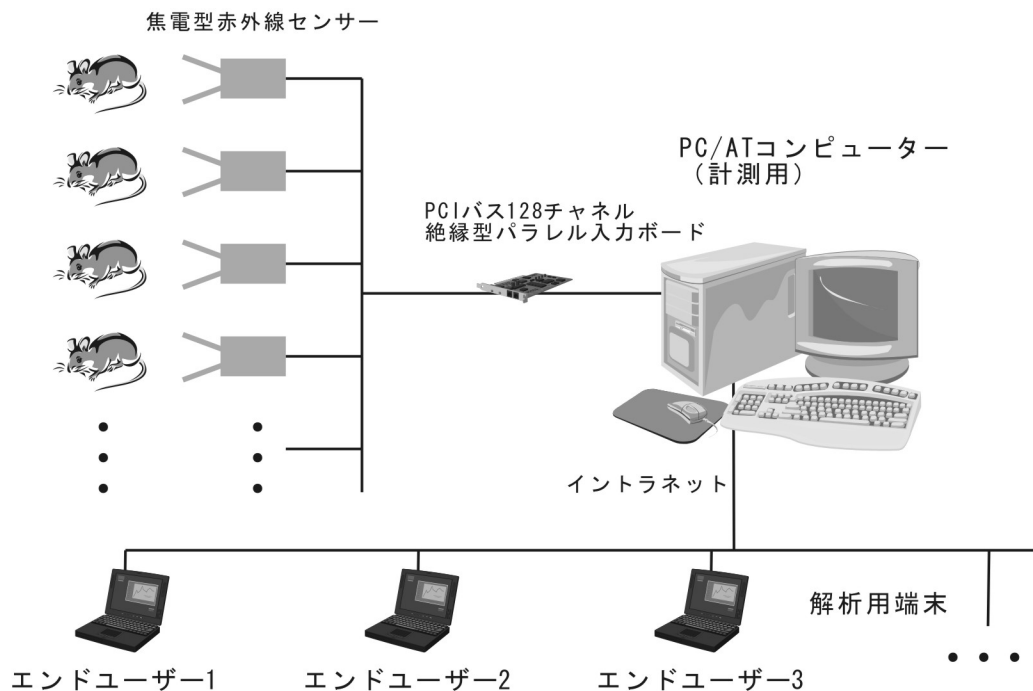 焦電型赤外線センサー
PC/ATコンピューター
(計測用)
PCIバス128チャネル
絶縁型パラレル入力ボード
イントラネット
解析用端末
エンドユーザー1
エンドユーザー2
エンドユーザー3